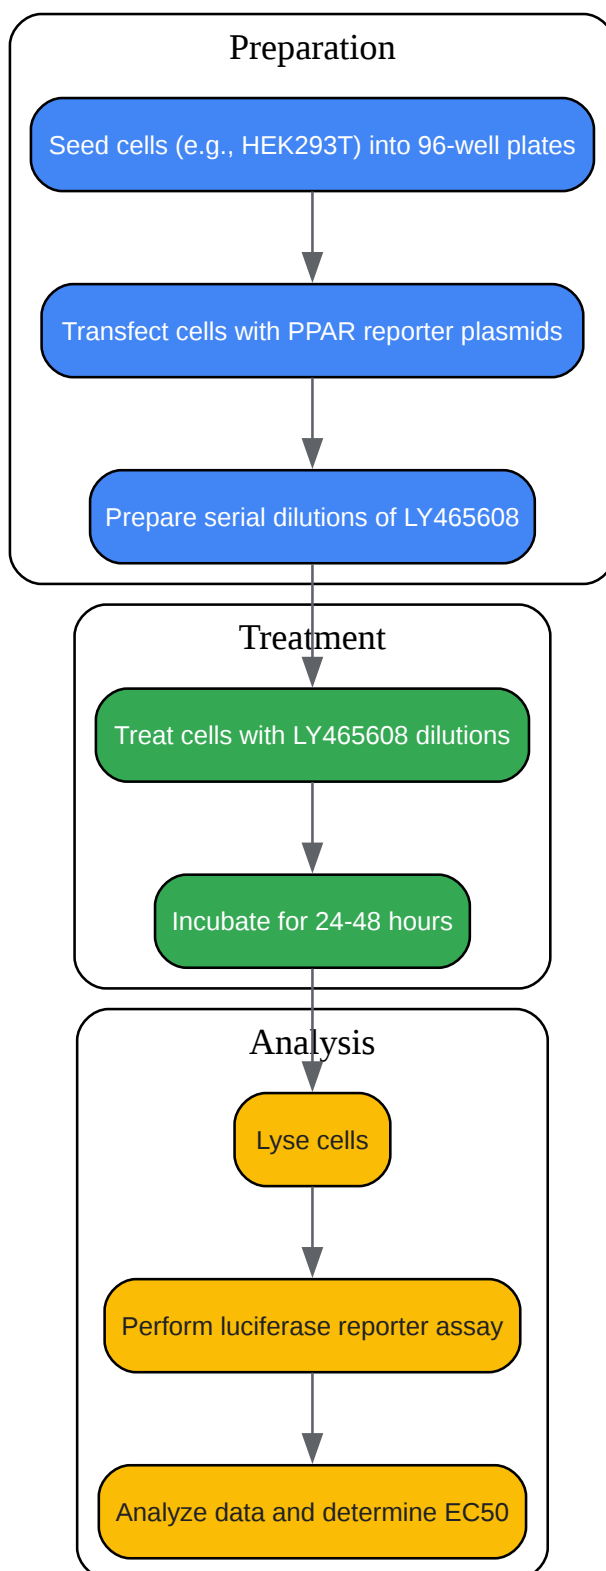 Preparation
Seed cells (e.g., HEK293T) into 96-well plates
Transfect cells with PPAR reporter plasmids
Prepare serial dilutions of LY465608
Treatment
Treat cells with LY465608 dilutions
Incubate for 24-48 hours
Analysis
Lyse cells
Perform luciferase reporter assay
Analyze data and determine EC50